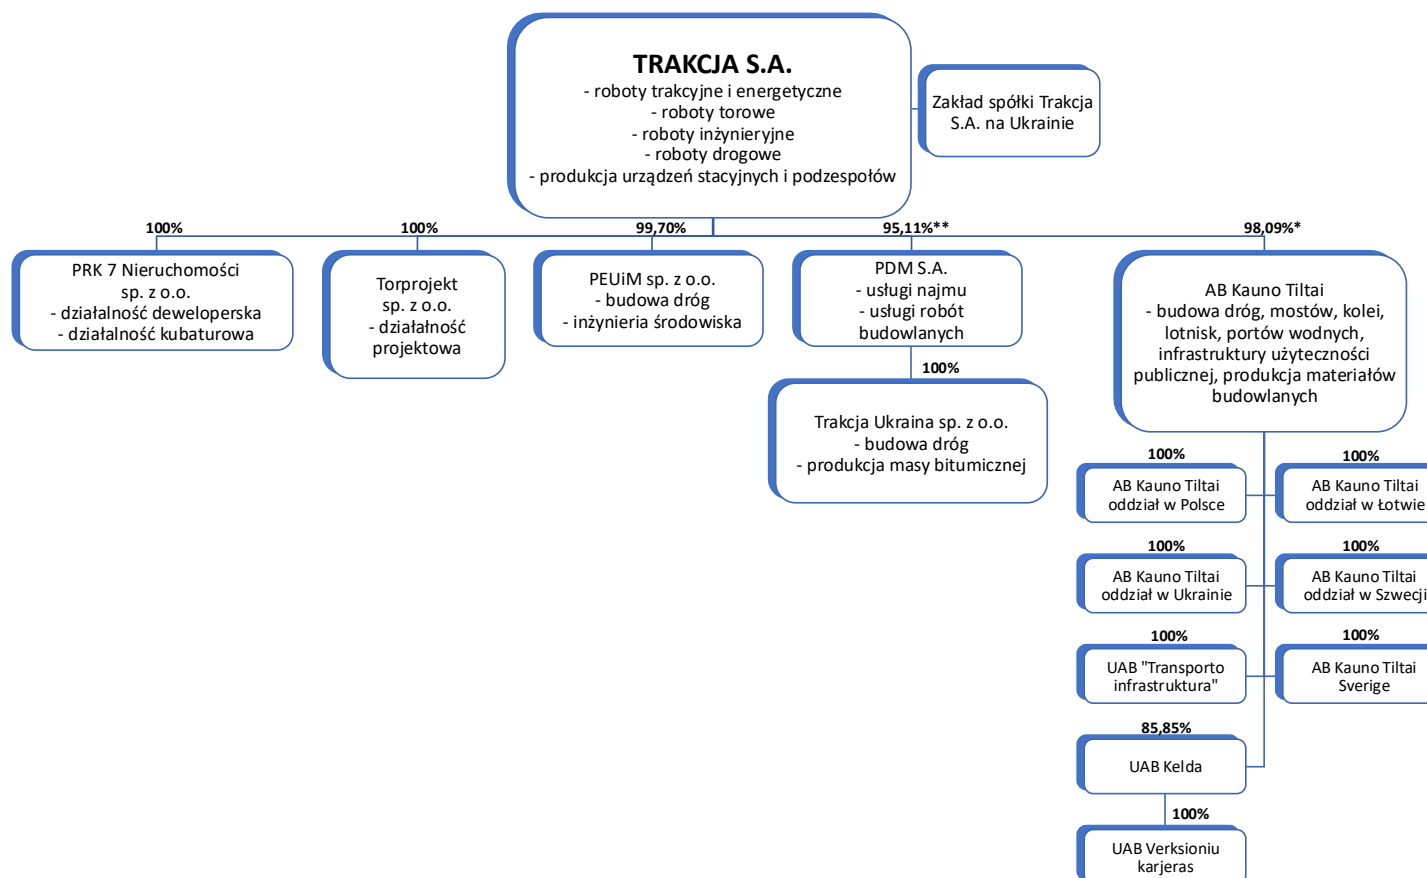 TRAKCJA S.A.
- roboty trakcyjne i energetyczne
- roboty torowe
- roboty inżynieryjne
- roboty drogowe
- produkcja urządzeń stacyjnych i podzespołów
Zakład spółki Trakcja
S.A. na Ukrainie
100%
100%
99,70%
95,11%**
98,09%*
PRK 7 Nieruchomości
sp. z o.o.
- działalność deweloperska
- działalność kubaturowa
Torprojekt
sp. z o.o.
- działałność
projektowa
PEUiM sp. z o.o.
- budowa dróg
- inżynieria środowiska
PDM S.A.
- usługi najmu
- usługi robót
budowlanych
AB Kauno Tiltai
- budowa dróg, mostów, kolei,
lotnisk, portów wodnych,
infrastruktury użyteczności
publicznej, produkcja materiałów
budowlanych
100%
Trakcja Ukraina sp. z o.o.
- budowa dróg
- produkcja masy bitumicznej
100%
100%
AB Kauno Tiltai
oddział w Polsce
AB Kauno Tiltai
oddział w Łotwie
100%
100%
AB Kauno Tiltai
oddział w Ukrainie
AB Kauno Tiltai
oddział w Szwecji
100%
100%
UAB "Transporto
infrastruktura"
AB Kauno Tiltai
Sverige
85,85%
UAB Kelda
100%
UAB Verksioniu
karjeras